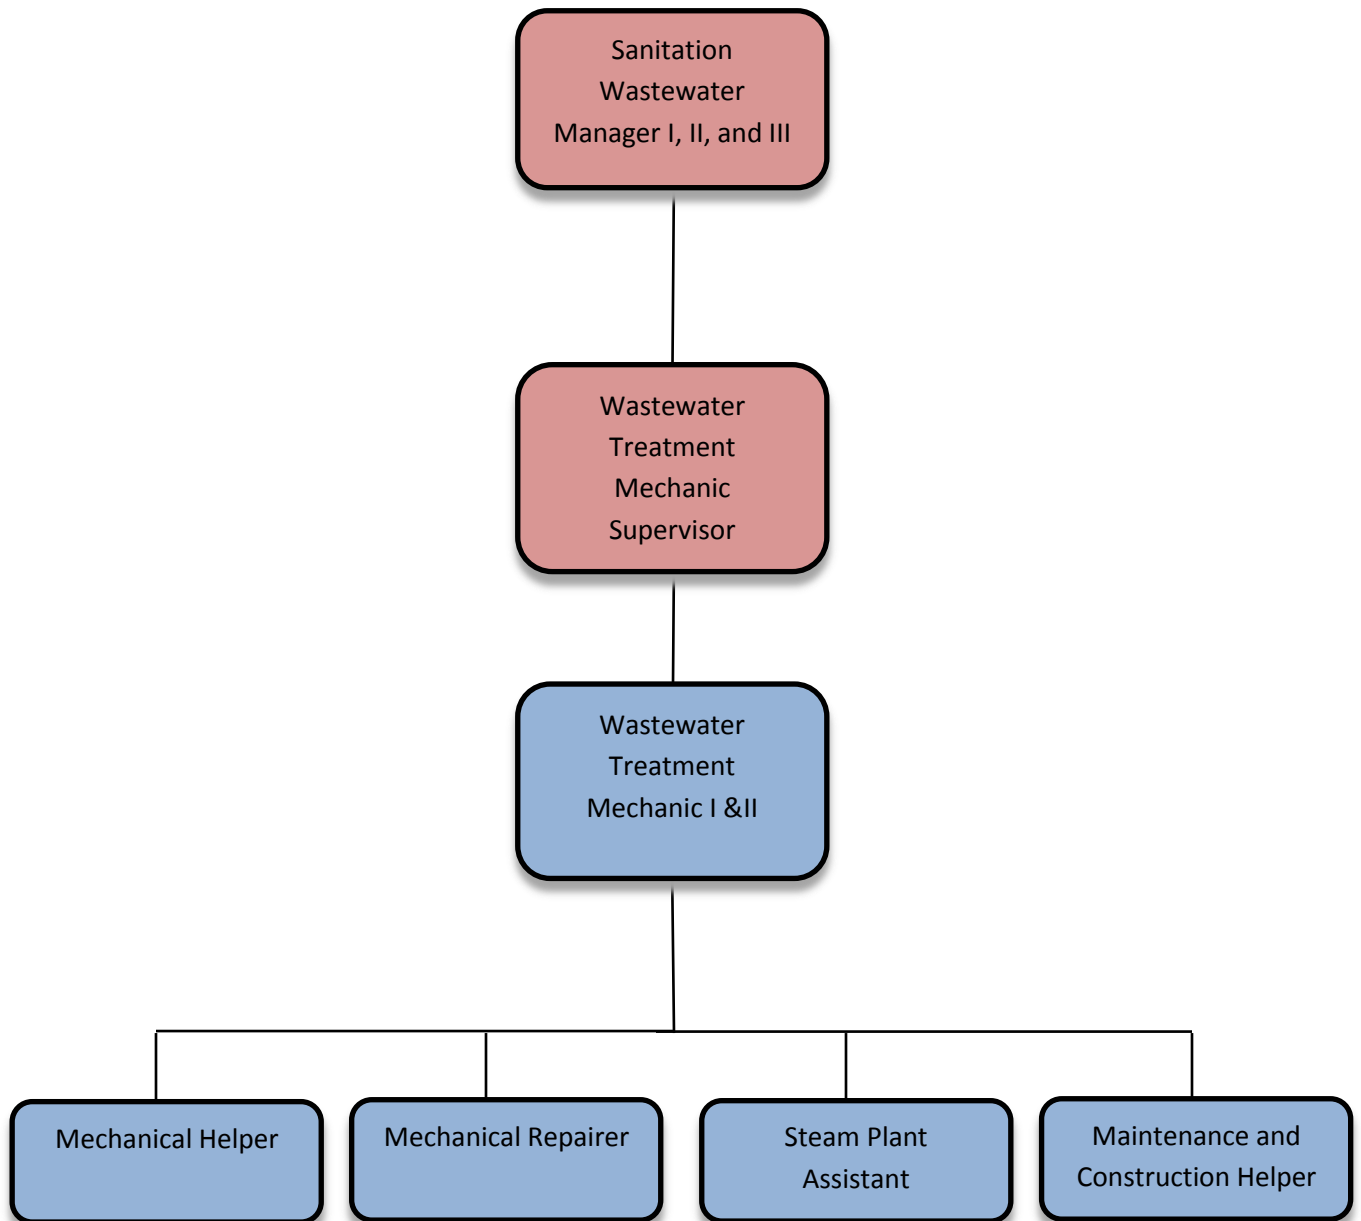 Sanitation
Wastewater
Manager I, II, and III
Wastewater
Treatment
Mechanic
Supervisor
Wastewater
Treatment
Mechanic I &II
Mechanical Helper
Mechanical Repairer
Steam Plant
Assistant
Maintenance and
Construction Helper